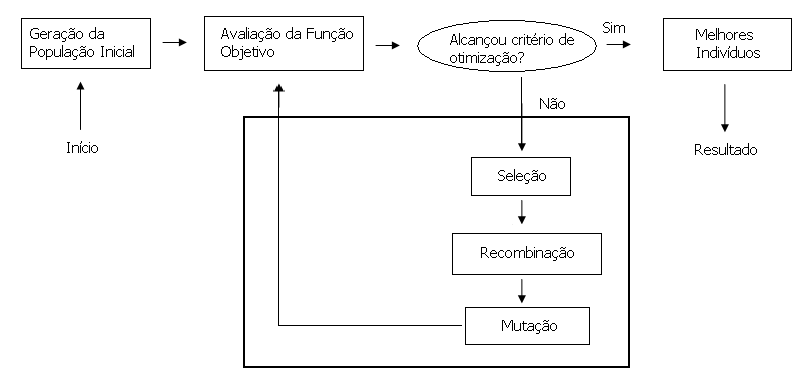 Geração da
População Inicial
Avaliação da Função
Objetivo
Alcançou critério de
otimização?
Sim
Melhores
Indivíduos
Início
Não
Resultado
Seleção
Recombinação
Mutação